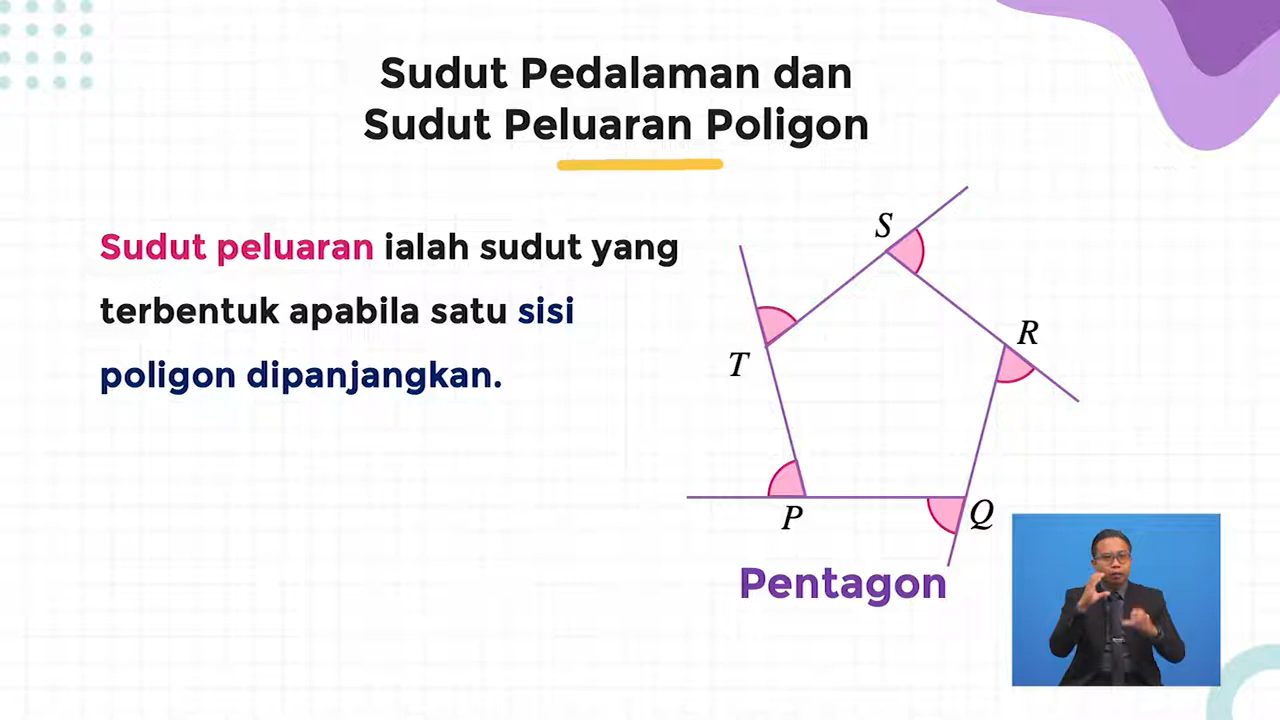 Sudut Pedalaman dan
Sudut Peluaran Poligon
Sudut peluaran ialah sudut yang
terbentuk apabila satu sisi
poligon dipanjangkan.
S
R
T
P
Q
Pentagon